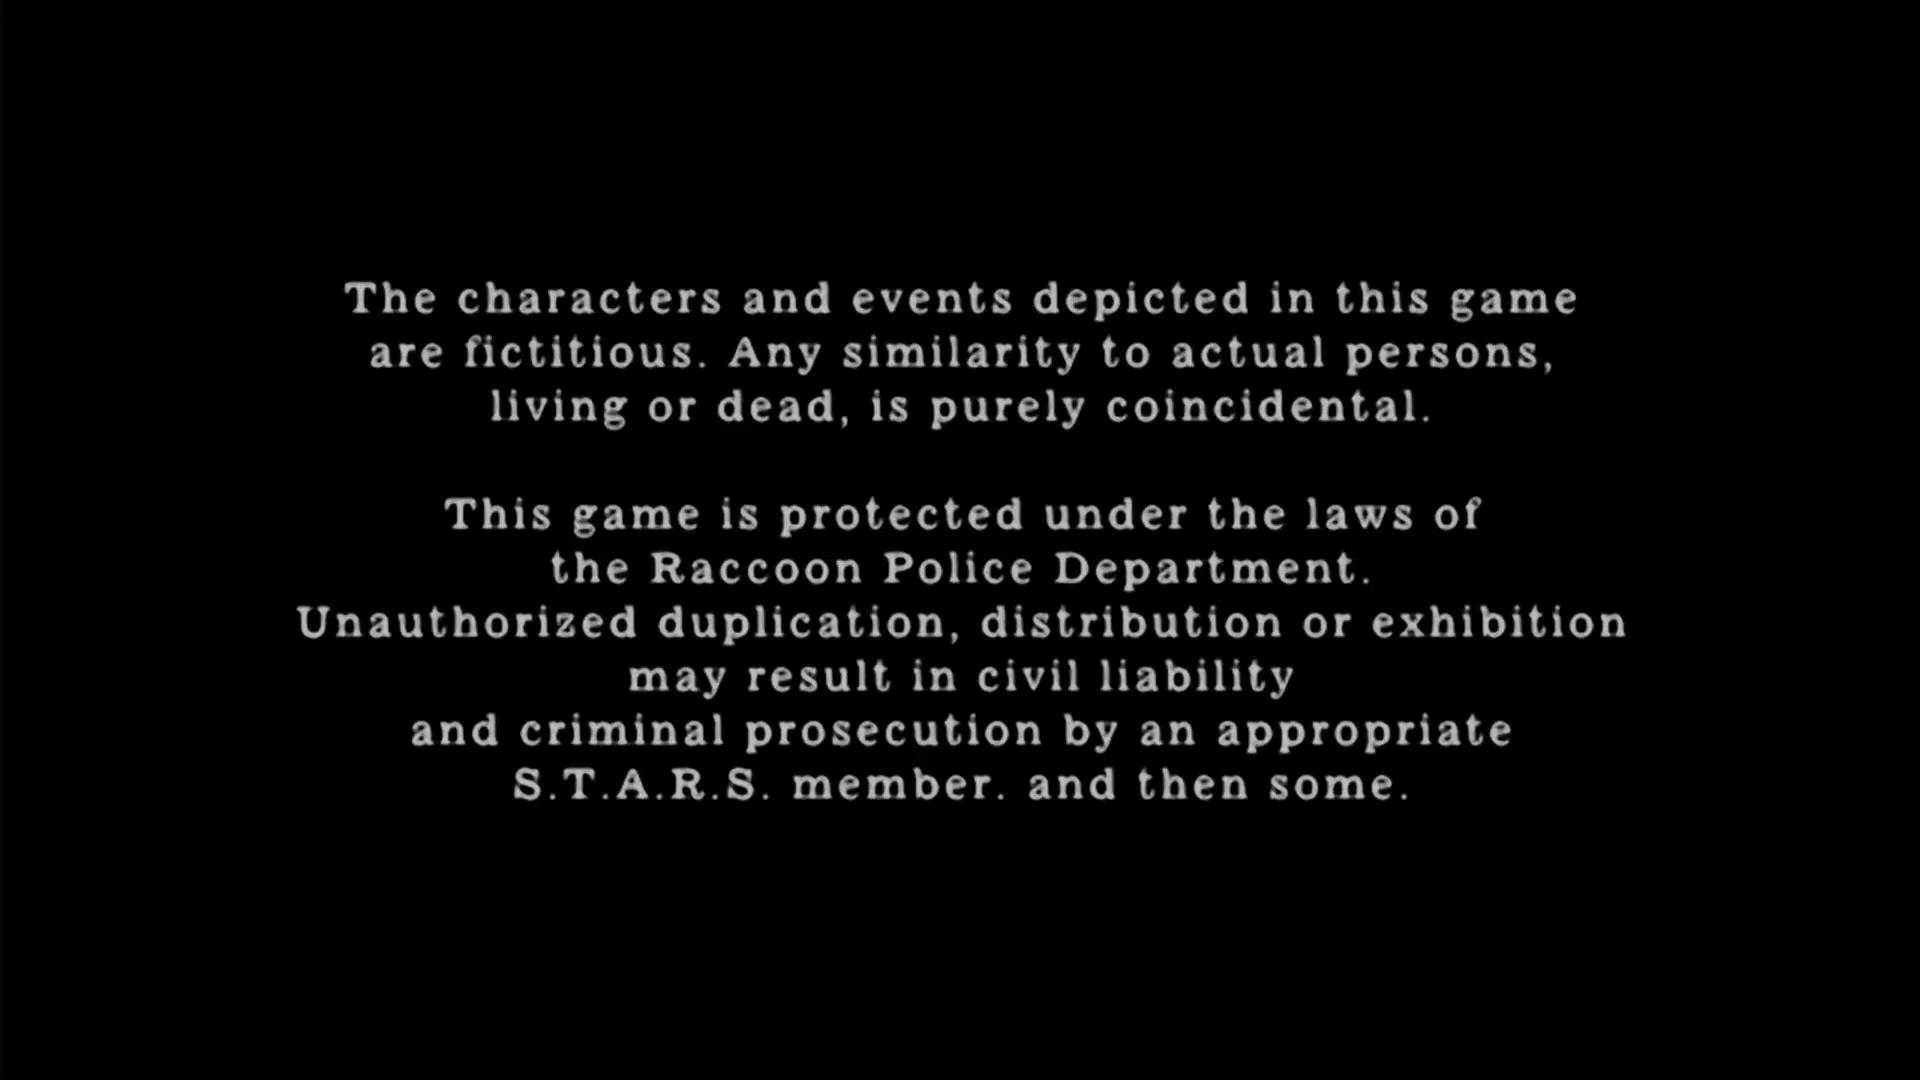 The characters and events depicted in this game
are fictitious. Any similarity to actual persons,
living or dead, is purely coincidental.
This game is protected under the laws of
the Raccoon Police Department.
Unauthorized duplication, distribution or exhibition
may result in civil liability
and criminal prosecution by an appropriate
S.T.A.R.S. member. and then some.